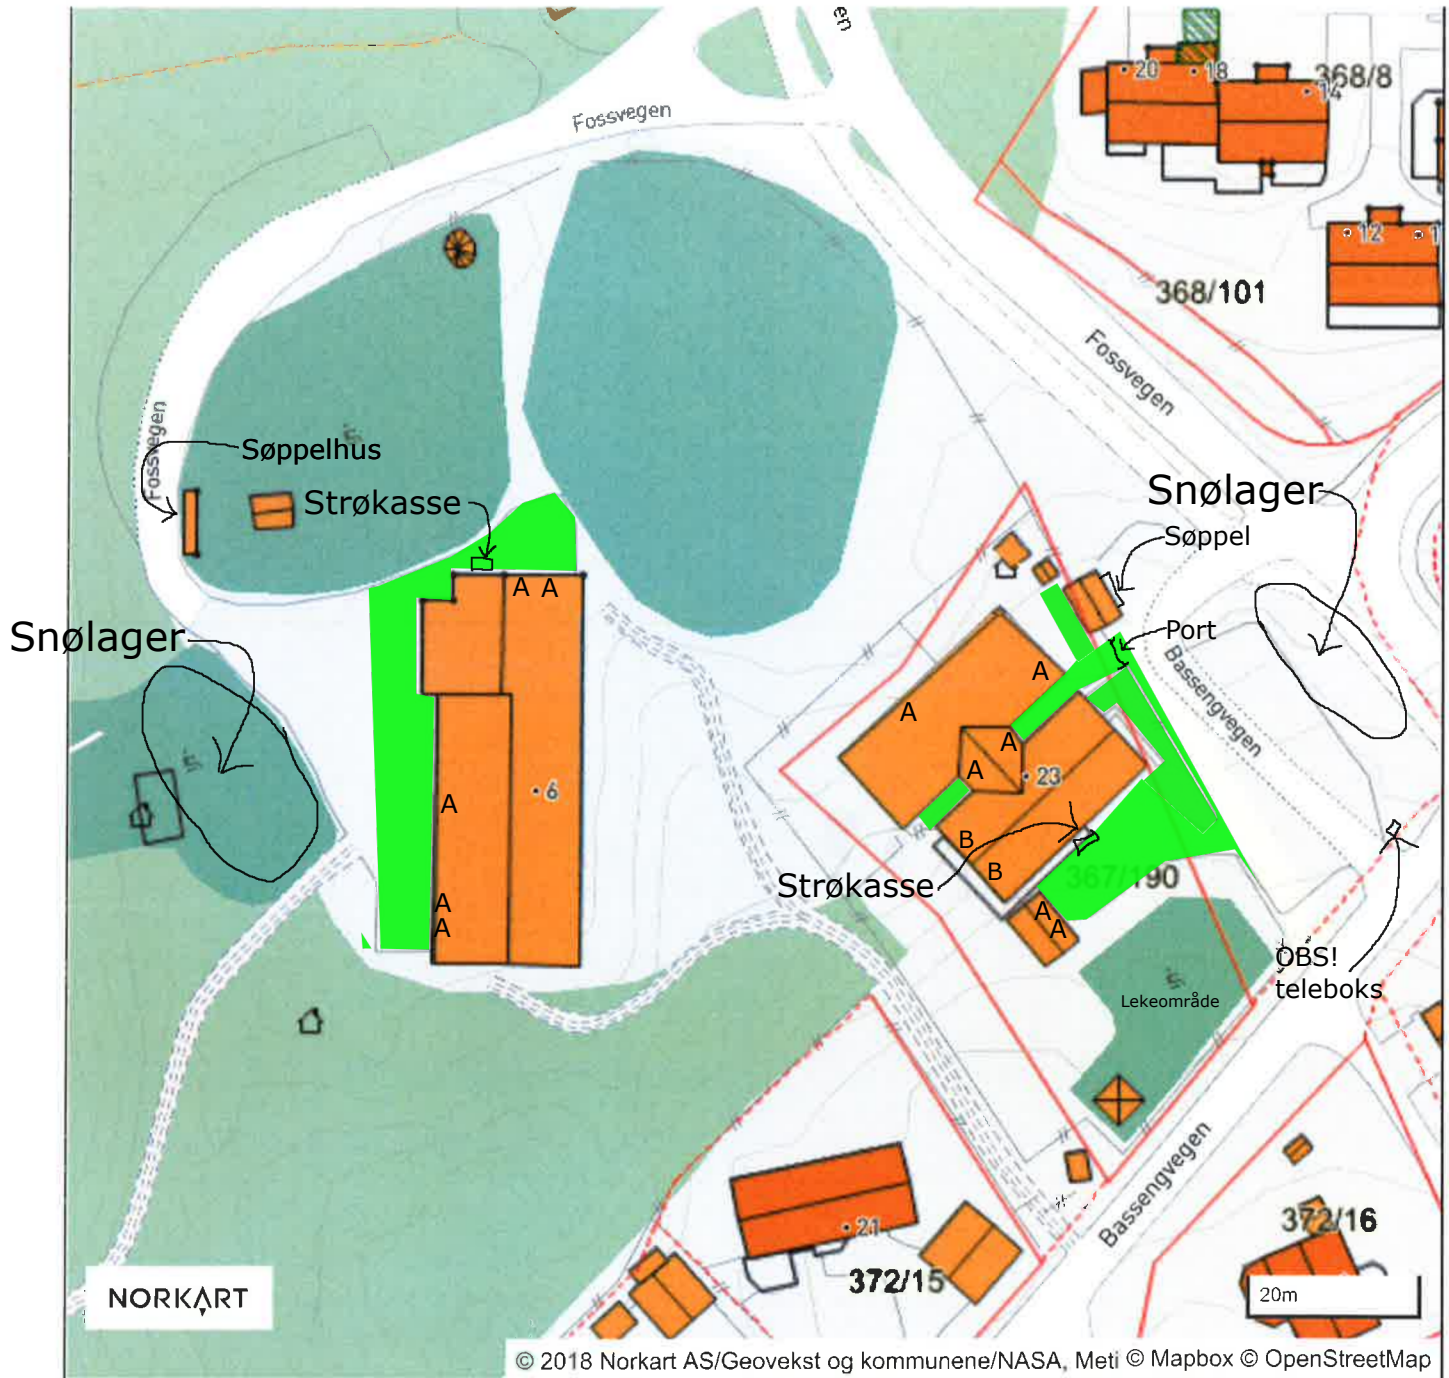 en
20
18
14
368/8
Fossvegen
12
1
368/101
Fossvegen
Fossvegen
Søppelhus
Strøkasse
Snølager
Søppel
A A
Snølager
Port
A
Bassengvegen
A
A
A
23
6
A
B
B
Strøkasse
367/190
A
A
A
A
OBS!
teleboks
Lekeområde
Bassengvegen
21
372/15
372/16
NORKART
20m
© 2018 Norkart AS/Geovekst og kommunene/NASA, Meti © Mapbox © OpenStreetMap